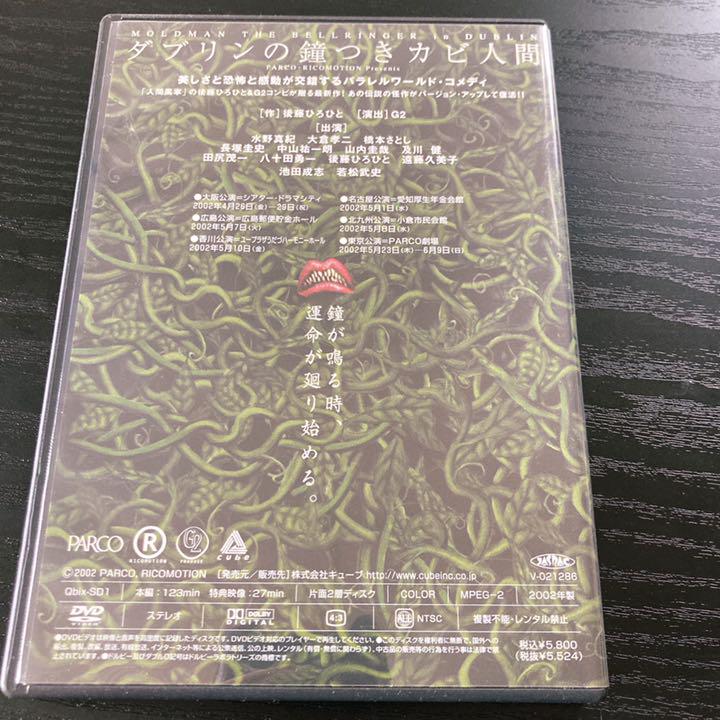 MOLDMAN THE BELLRINGER in DUBLIN
ダブリンの鐘つきカビ人間
PARCO・RICOMOTION Presents
美しさと恐怖と感動が交錯するパラレルワールド・コメディ
「人間風車」の後藤ひろひと&G2コンビが贈る最新作! あの伝説の怪作がバージョン・アップして復活!!
[作] 後藤ひろひと [演出] G2
[出演]
水野真紀 大倉孝二 橋本さとし
長塚圭史 中山祐一朗 山内圭哉 及川 健
田尻茂一 八十田勇一 後藤ひろひと 遠藤久美子
池田成志 若松武史
●大阪公演=シアター・ドラマシティ
2002年4月26日(金)―29日(祝)
●名古屋公演=愛知厚生年金会館
2002年5月1日(水)
●広島公演=広島郵便貯金ホール
2002年5月7日(火)
●北九州公演=小倉市民会館
2002年5月8日(水)
●香川公演=ユープラザうたづハーモニーホール
2002年5月10日(金)
●東京公演=PARCO劇場
2002年5月23日(木)―6月9日(日)
鐘が鳴る時、
運命が廻り始める。
PARCO
R
RICOMOTION
G2
PRODUCE
cube
JASRAC
V-021286
© 2002 PARCO, RICOMOTION [発売元/販売先] 株式会社キューブ・http://www.cubeinc.co.jp
Qbix-SD1 本編:123min 特典映像・27min 片面2層ディスク COLOR MPEG-2 2002年製
DVD VIDEO ステレオ DOLBY DIGITAL 4:3 ALL NTSC 複製不能・レンタル禁止
税込¥5,800
(税抜¥5,524)